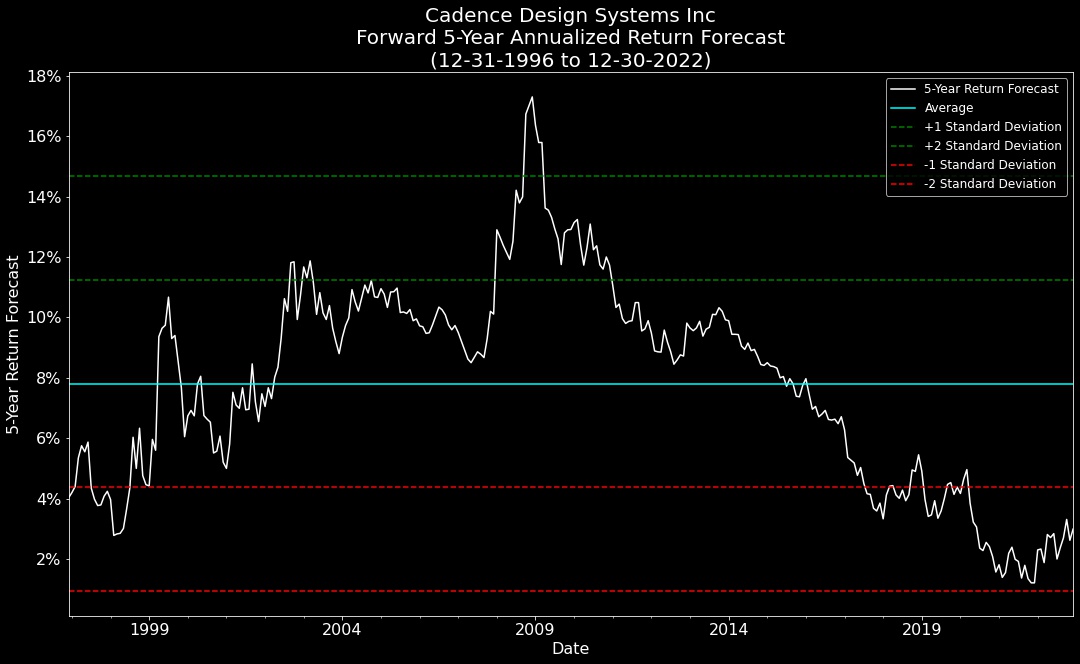 Cadence Design Systems Inc
Forward 5-Year Annualized Return Forecast
(12-31-1996 to 12-30-2022)
18%
16%
14%
12%
10%
8%
6%
4%
2%
5-Year Return Forecast
5-Year Return Forecast
Average
+1 Standard Deviation
+2 Standard Deviation
-1 Standard Deviation
-2 Standard Deviation
1999
2004
2009
2014
2019
Date